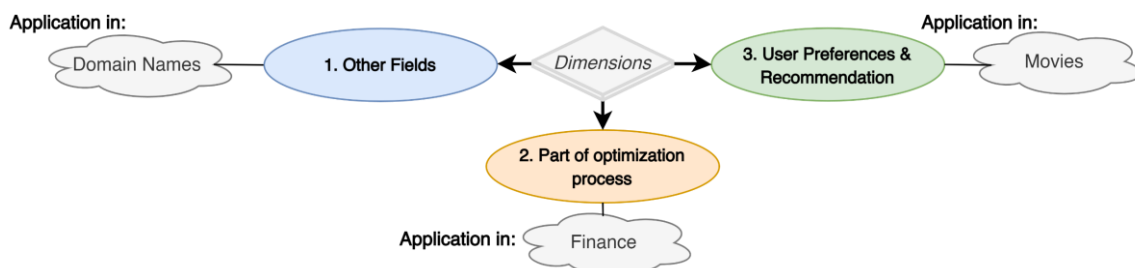 Application in:
Domain Names
1. Other Fields
Dimensions
3. User Preferences &
Recommendation
Application in:
Movies
2. Part of optimization
process
Application in:
Finance